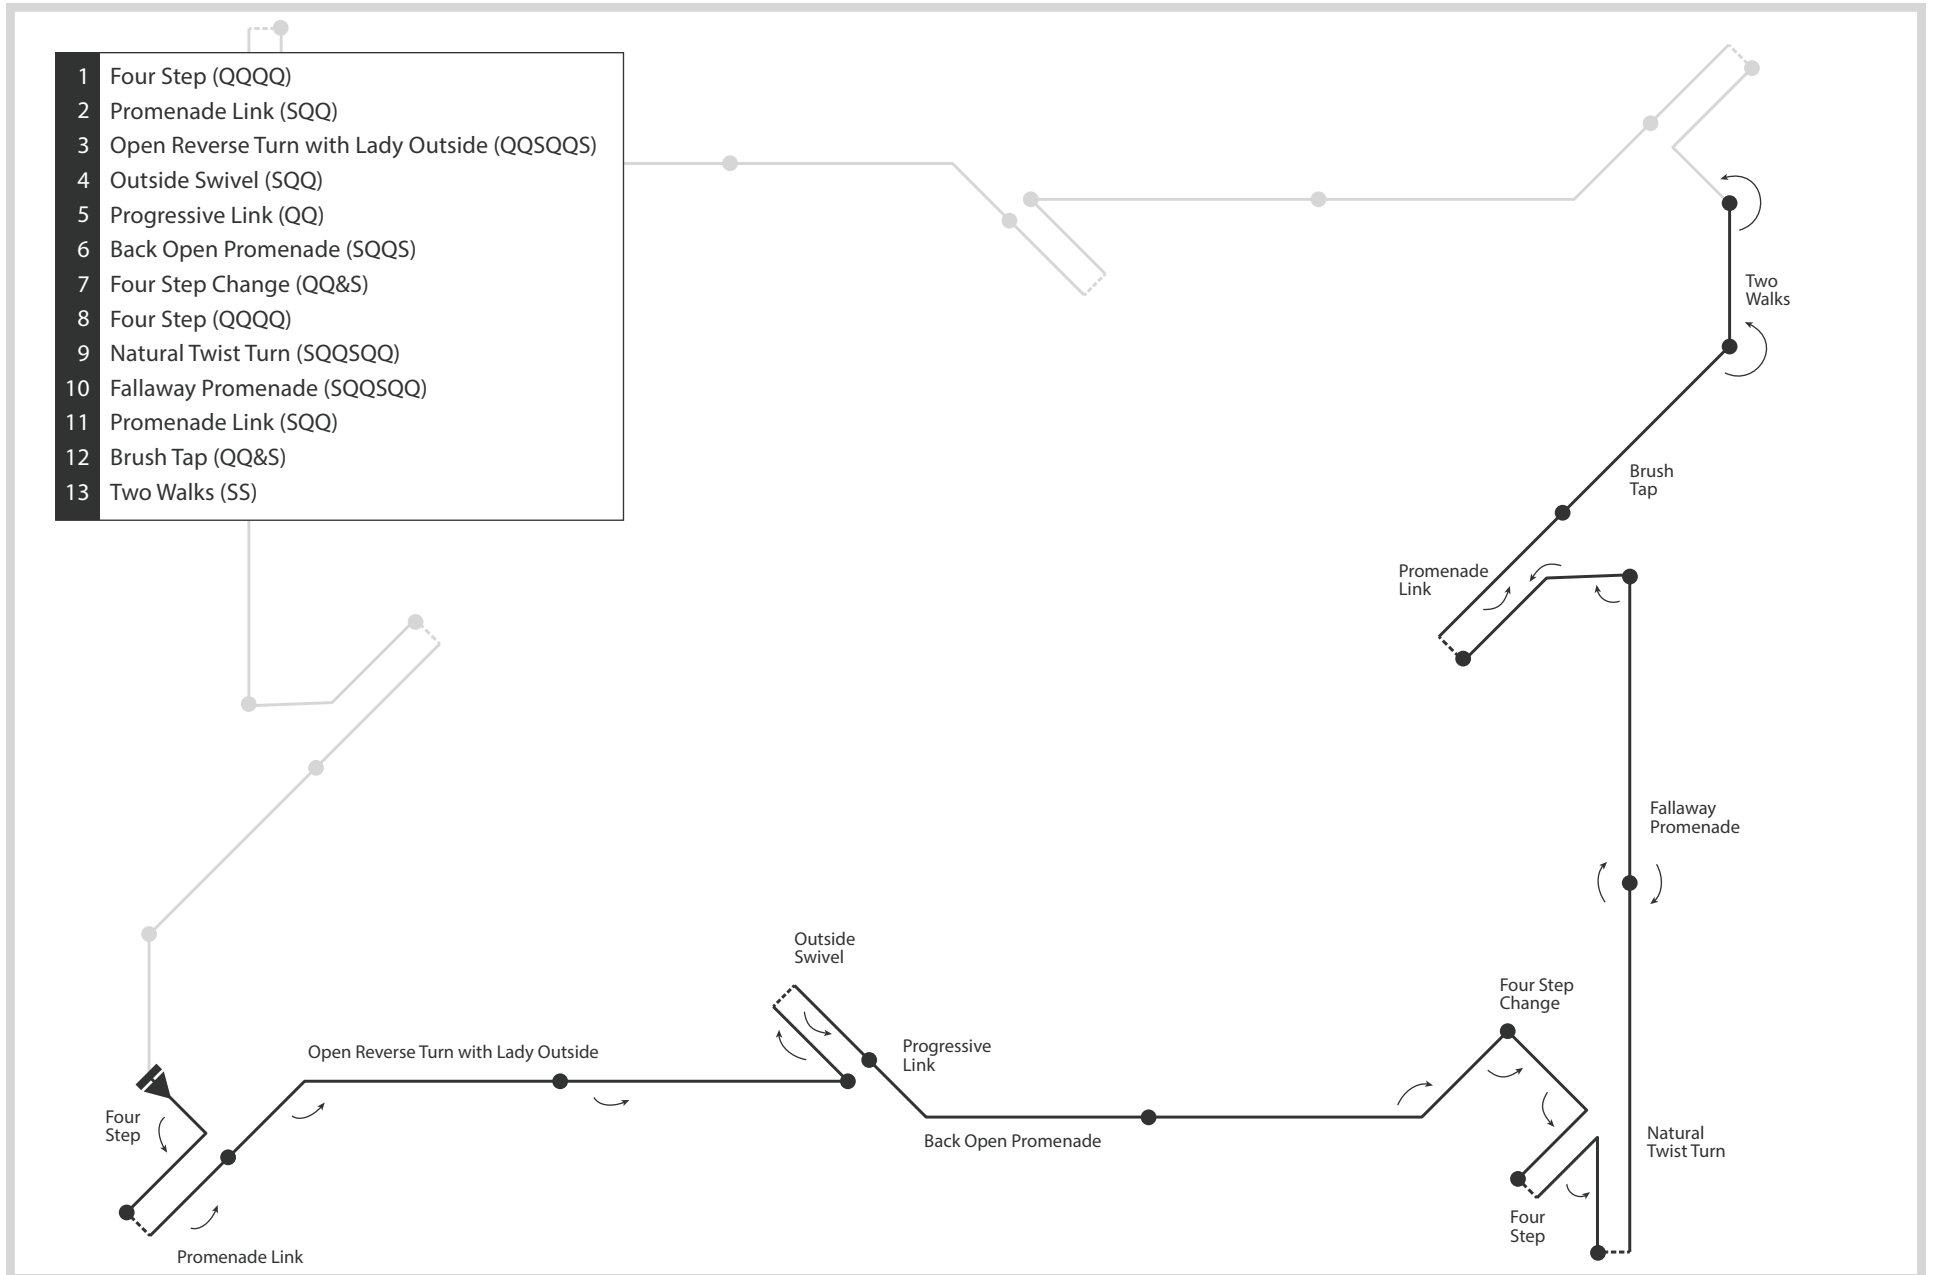 1 Four Step (QQQQ)
2 Promenade Link (SQQ)
3 Open Reverse Turn with Lady Outside (QQSQQS)
4 Outside Swivel (SQQ)
5 Progressive Link (QQ)
6 Back Open Promenade (SQQS)
7 Four Step Change (QQ&S)
8 Four Step (QQQQ)
9 Natural Twist Turn (SQQSQQ)
10 Fallaway Promenade (SQQSQQ)
11 Promenade Link (SQQ)
12 Brush Tap (QQ&S)
13 Two Walks (SS)
Two
Walks
Brush
Tap
Promenade
Link
Fallaway
Promenade
Outside
Swivel
Four Step
Change
Open Reverse Turn with Lady Outside
Progressive
Link
Four
Step
Back Open Promenade
Natural
Twist Turn
Four
Step
Promenade Link